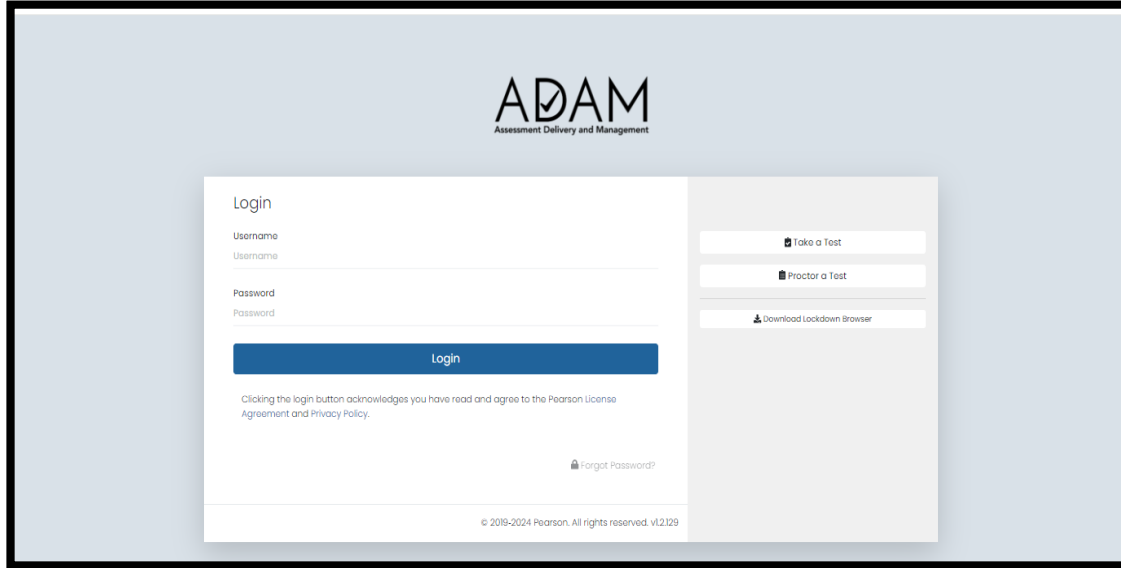 ADAM
Assessment Delivery and Management
Login
Username
Username
Password
Password
Login
Clicking the login button acknowledges you have read and agree to the Pearson License
Agreement and Privacy Policy.
Forgot Password?
© 2019-2024 Pearson. All rights reserved. v1.2.129
Take a Test
Proctor a Test
Download Lockdown Browser